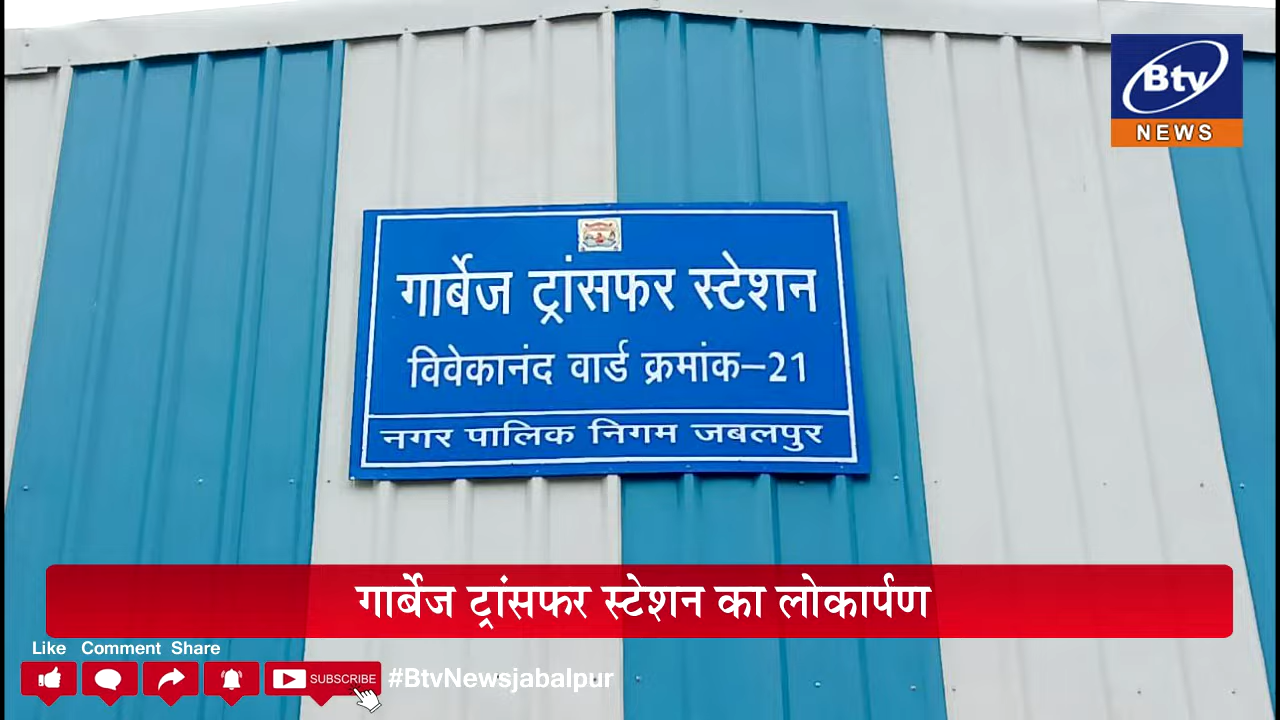 Btv
NEWS
गार्बेज ट्रांसफर स्टेशन
विवेकानंद वार्ड क्रमांक-21
नगर पालिक निगम जबलपुर
गार्बेज ट्रांसफर स्टेशन का लोकार्पण
Like Comment Share
SUBSCRIBE
#BtvNewsjabalpur